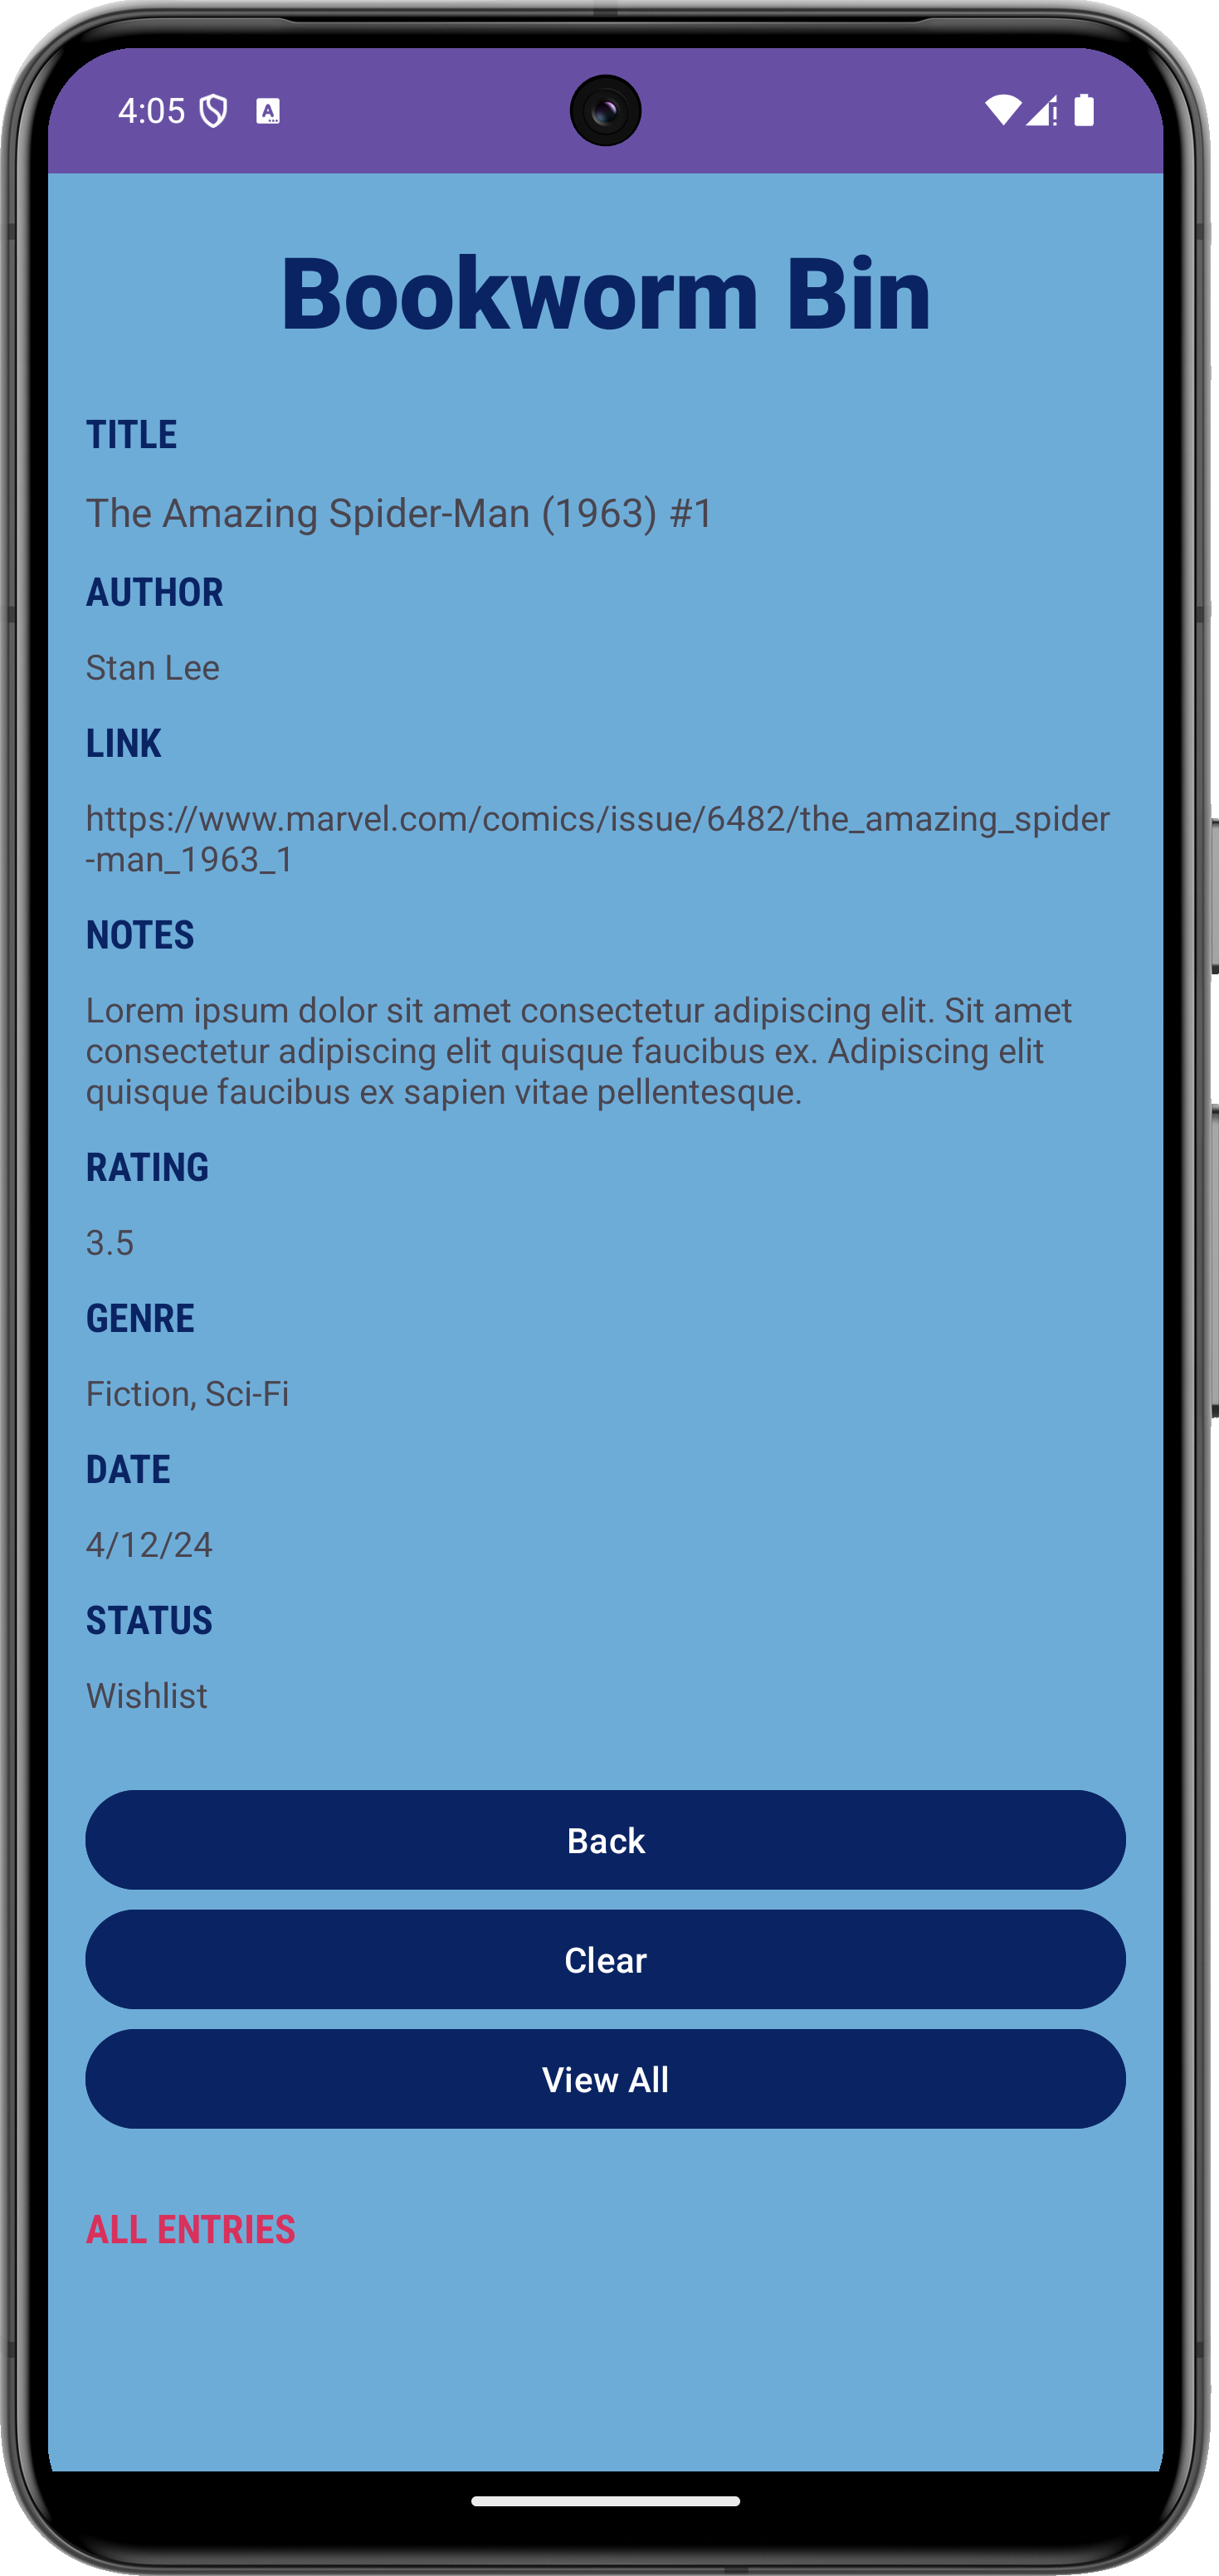 4:05
Bookworm Bin
TITLE
The Amazing Spider-Man (1963) #1
AUTHOR
Stan Lee
LINK
https://www.marvel.com/comics/issue/6482/the_amazing_spider
-man_1963_1
NOTES
Lorem ipsum dolor sit amet consectetur adipiscing elit. Sit amet
consectetur adipiscing elit quisque faucibus ex. Adipiscing elit
quisque faucibus ex sapien vitae pellentesque.
RATING
3.5
GENRE
Fiction, Sci-Fi
DATE
4/12/24
STATUS
Wishlist
Back
Clear
View All
ALL ENTRIES